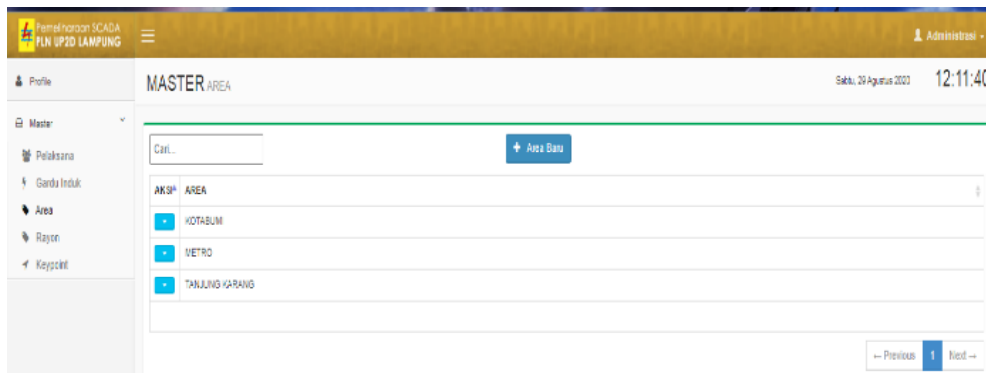 Pemeliharaan SCADA
PLN UP2D LAMPUNG
Administrasi
Profile
MASTER AREA
Sabtu, 29 Agustus 2020
12:11:40
Master
Pelaksana
Gardu Induk
Area
Rayon
Keypoint
Cari...
+ Area Baru
AKSI AREA
KOTABUMI
METRO
TANJUNG KARANG
← Previous 1 Next →